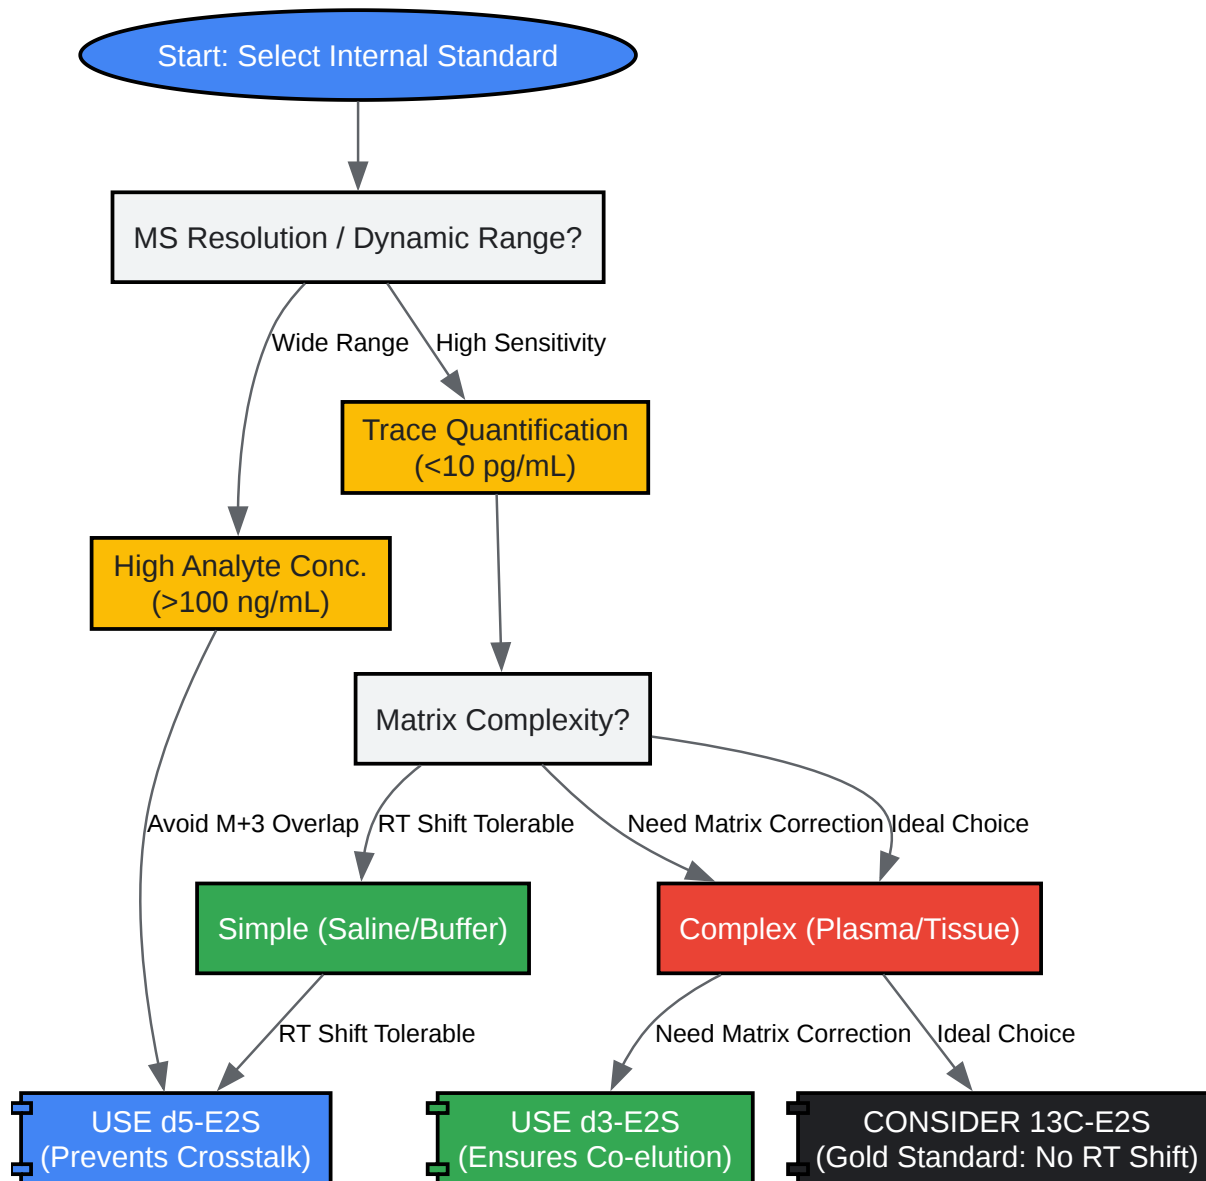 Start: Select Internal Standard
MS Resolution / Dynamic Range?
Wide Range
High Sensitivity
Trace Quantification
(<10 pg/mL)
High Analyte Conc.
(>100 ng/mL)
Matrix Complexity?
Avoid M+3 Overlap
RT Shift Tolerable
Need Matrix Correction
Ideal Choice
Simple (Saline/Buffer)
Complex (Plasma/Tissue)
RT Shift Tolerable
Need Matrix Correction
Ideal Choice
USE d5-E2S
(Prevents Crosstalk)
USE d3-E2S
(Ensures Co-elution)
CONSIDER 13C-E2S
(Gold Standard: No RT Shift)